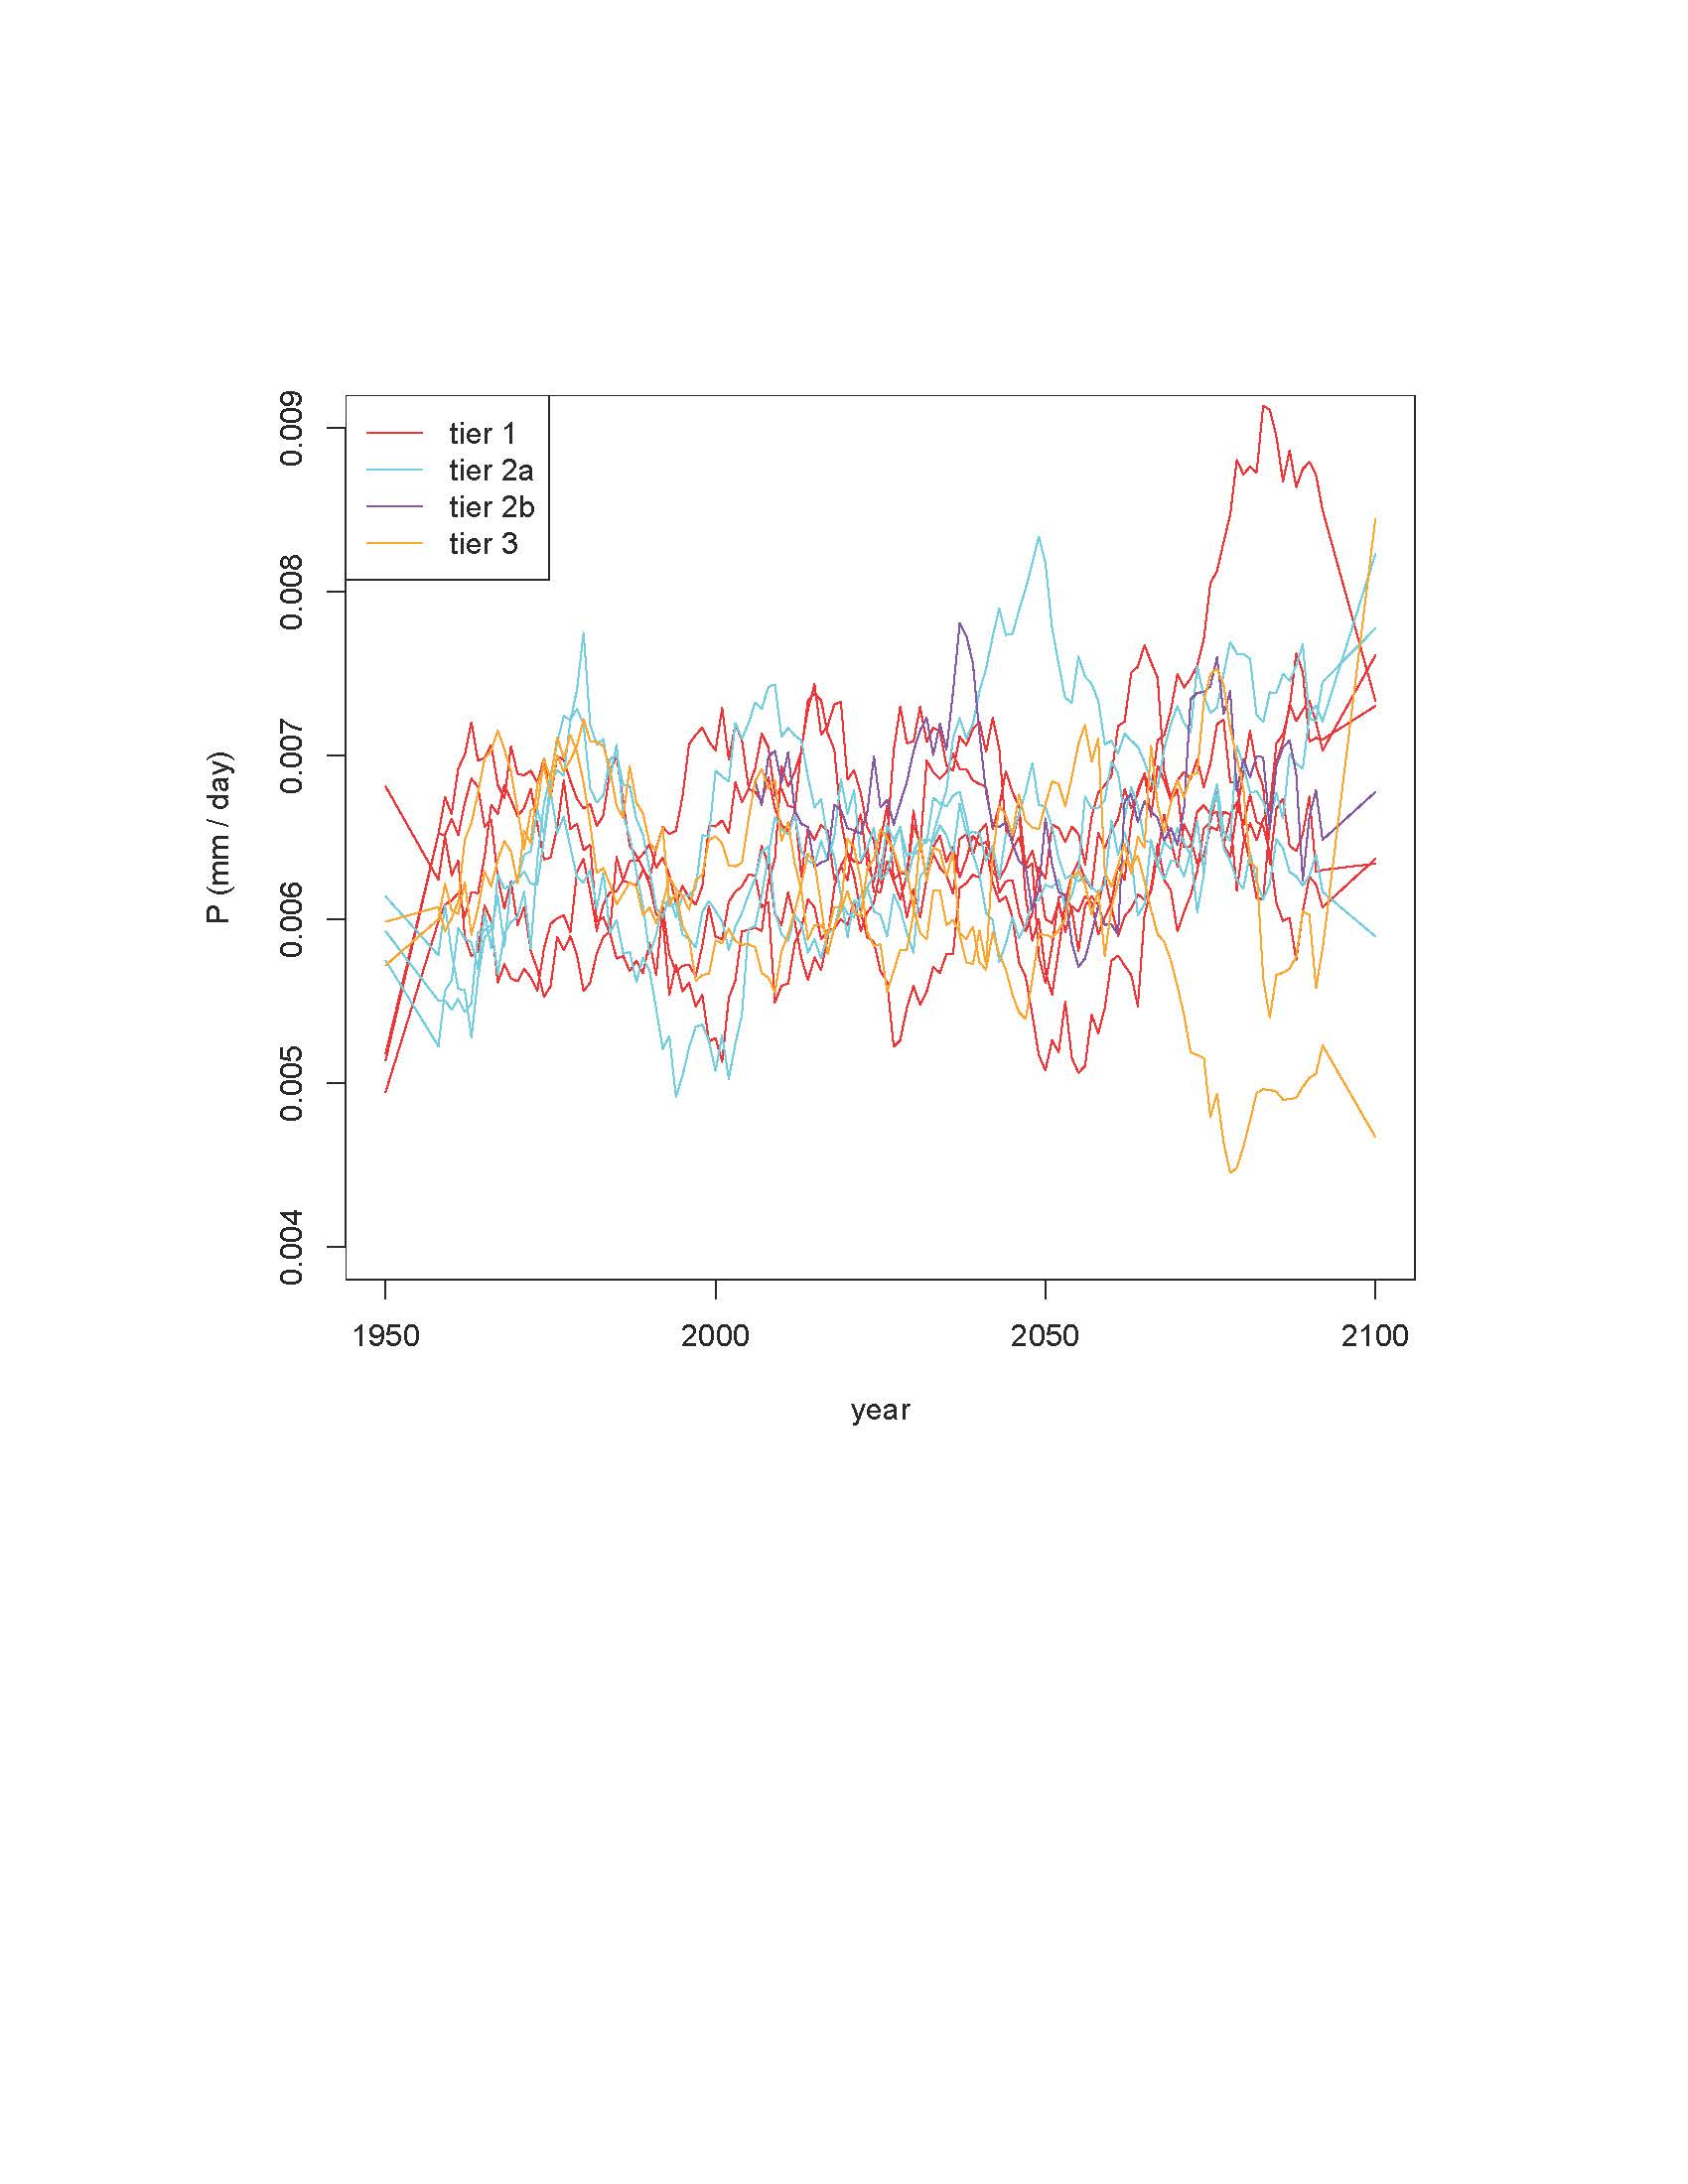 tier 1
tier 2a
tier 2b
tier 3
P (mm / day)
0.009
0.008
0.007
0.006
0.005
0.004
1950 2000 2050 2100
year